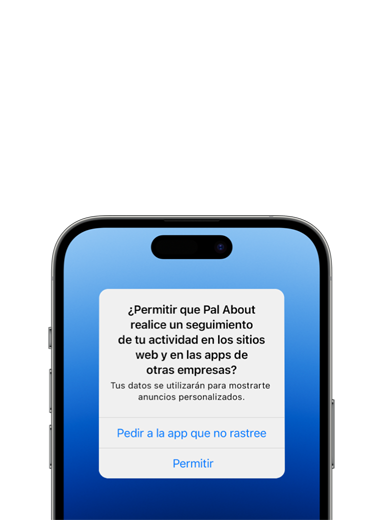 ¿Permitir que Pal About
realice un seguimiento
de tu actividad en los sitios
web y en las apps de
otras empresas?
Tus datos se utilizarán para mostrarte
anuncios personalizados.
Pedir a la app que no rastree
Permitir